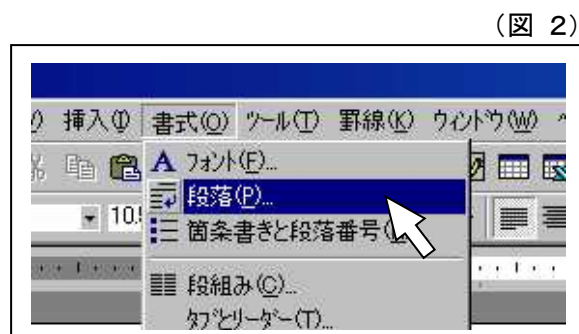 (図 2)
挿入(I) 書式(O) ツール(T) 罫線(K) ウィンドウ(W)
フォント(F)...
10.
段落(P)...
箇条書きと段落番号
段組み(C)...
タブとリーダー(T)...